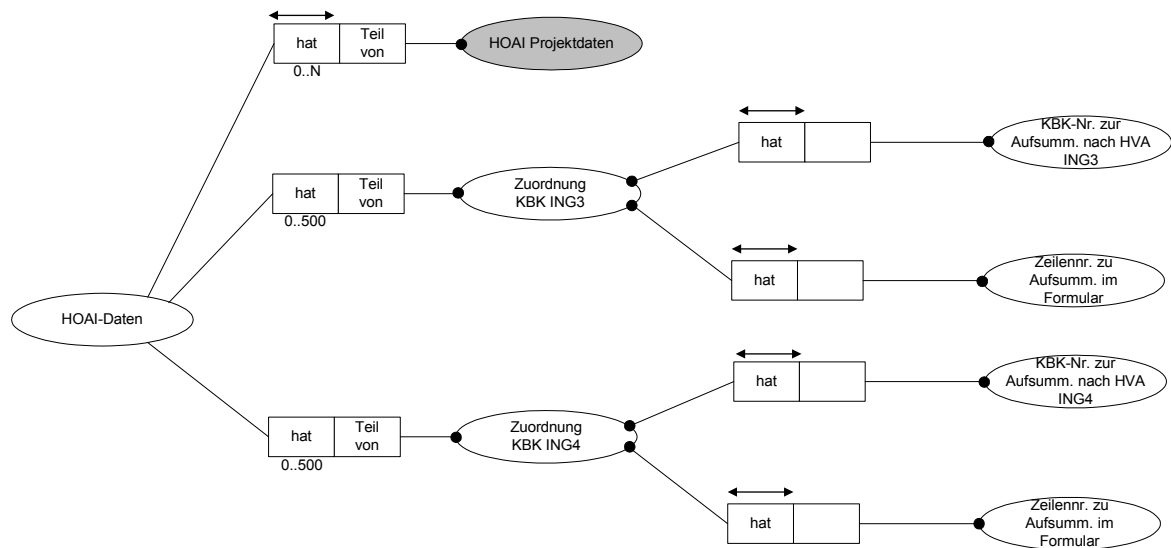 hat
Teil
von
0..N
HOAI Projektdaten
hat
KBK-Nr. zur
Aufsumm. nach HVA
ING3
hat
Teil
von
0..500
Zuordnung
KBK ING3
hat
Zeilennr. zu
Aufsumm. im
Formular
HOAI-Daten
hat
KBK-Nr. zur
Aufsumm. nach HVA
ING4
hat
Teil
von
0..500
Zuordnung
KBK ING4
hat
Zeilennr. zu
Aufsumm. im
Formular